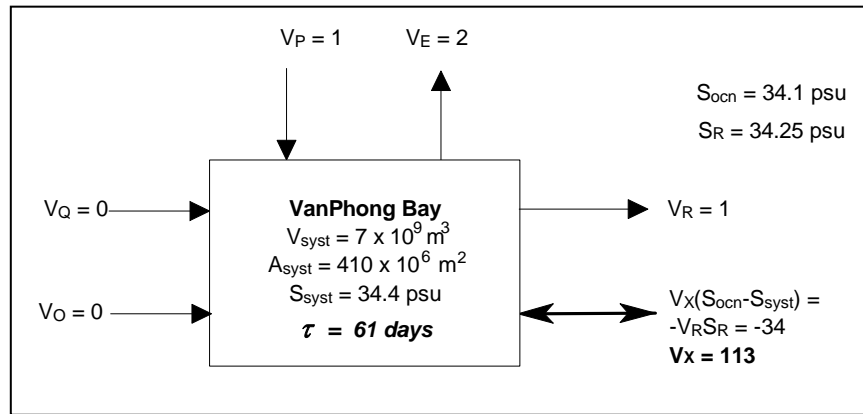 V_P = 1
V_E = 2
S_ocn = 34.1 psu
S_R = 34.25 psu
V_Q = 0
VanPhong Bay
V_syst = 7 x 10^9 m^3
A_syst = 410 x 10^6 m^2
S_syst = 34.4 psu
τ = 61 days
V_R = 1
V_O = 0
V_X(S_ocn-S_syst) =
-V_RS_R = -34
Vx = 113